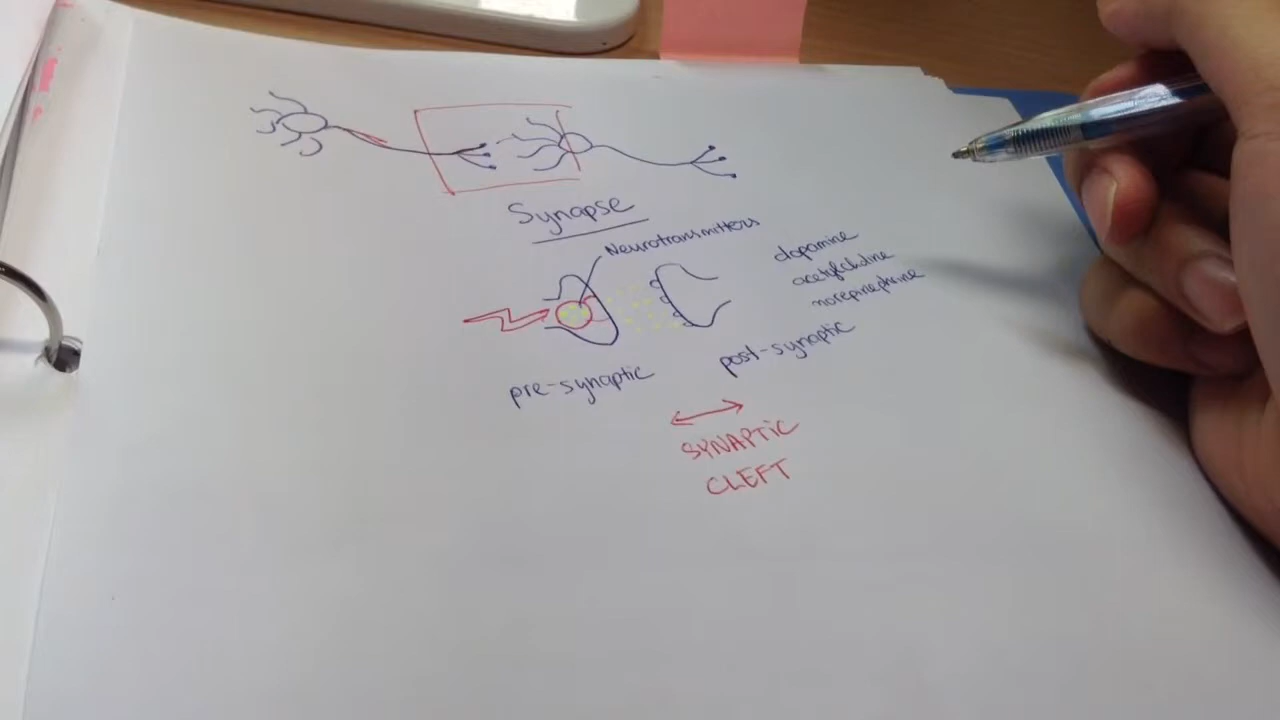 Synapse
Neurotransmitters
dopamine
acetylcholine
norepinephrine
pre-synaptic
post-synaptic
SYNAPTIC
CLEFT